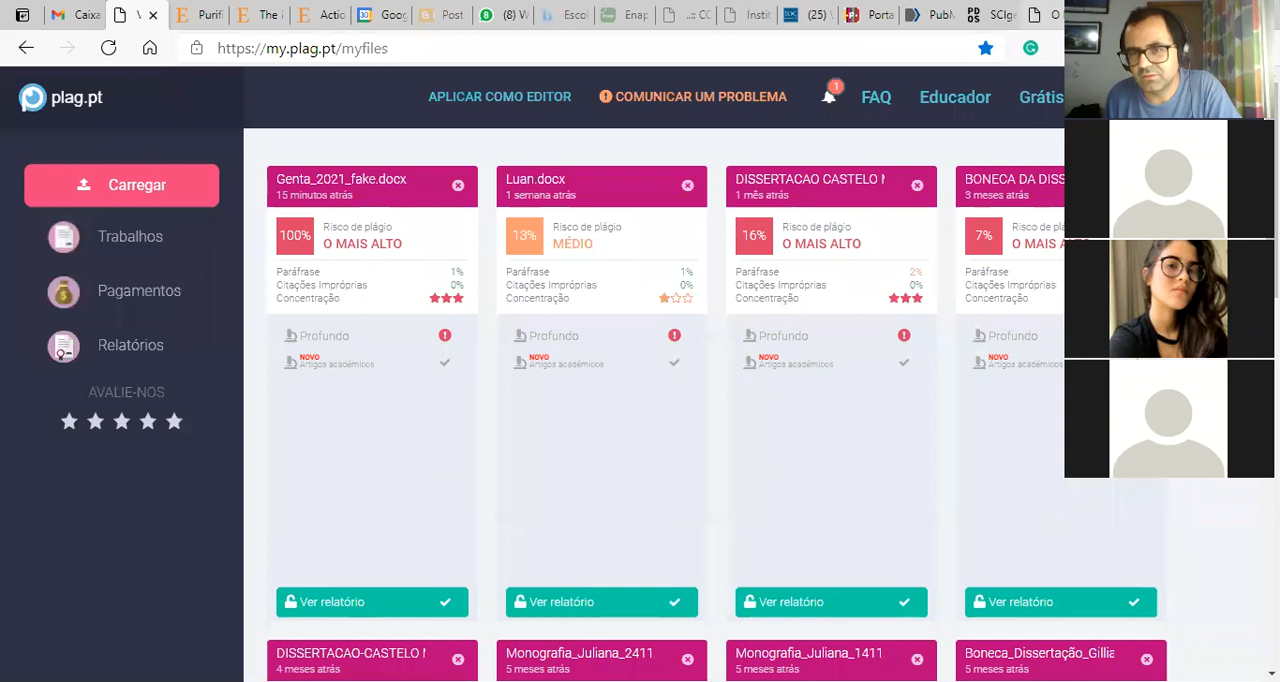 Caixa
V
Purifi
The i
Actio
Goog
Post
(8) W
Escol
Enap
..:: CC
Instit
(25)
Porta
PubM
SCIge
O
https://my.plag.pt/myfiles
plag.pt
APLICAR COMO EDITOR
COMUNICAR UM PROBLEMA
1
FAQ
Educador
Grátis
Carregar
Trabalhos
Pagamentos
Relatórios
AVALIE-NOS
Genta_2021_fake.docx
15 minutos atrás
100%
Risco de plágio
O MAIS ALTO
Paráfrase 1%
Citações Impróprias 0%
Concentração
Profundo
NOVO
Artigos académicos
Ver relatório
Luan.docx
1 semana atrás
13%
Risco de plágio
MÉDIO
Paráfrase 1%
Citações Impróprias 0%
Concentração
Profundo
NOVO
Artigos académicos
Ver relatório
DISSERTACAO CASTELO
1 mês atrás
16%
Risco de plágio
O MAIS ALTO
Paráfrase 2%
Citações Impróprias 0%
Concentração
Profundo
NOVO
Artigos académicos
Ver relatório
BONECA DA DISS
3 meses atrás
7%
Risco de plág
O MAIS AL
Paráfrase
Citações Impróprias
Concentração
Profundo
NOVO
Artigos académicos
Ver relatório
DISSERTACAO-CASTELO
4 meses atrás
Monografia_Juliana_2411
5 meses atrás
Monografia_Juliana_1411
5 meses atrás
Boneca_Dissertação_Gillia
5 meses atrás